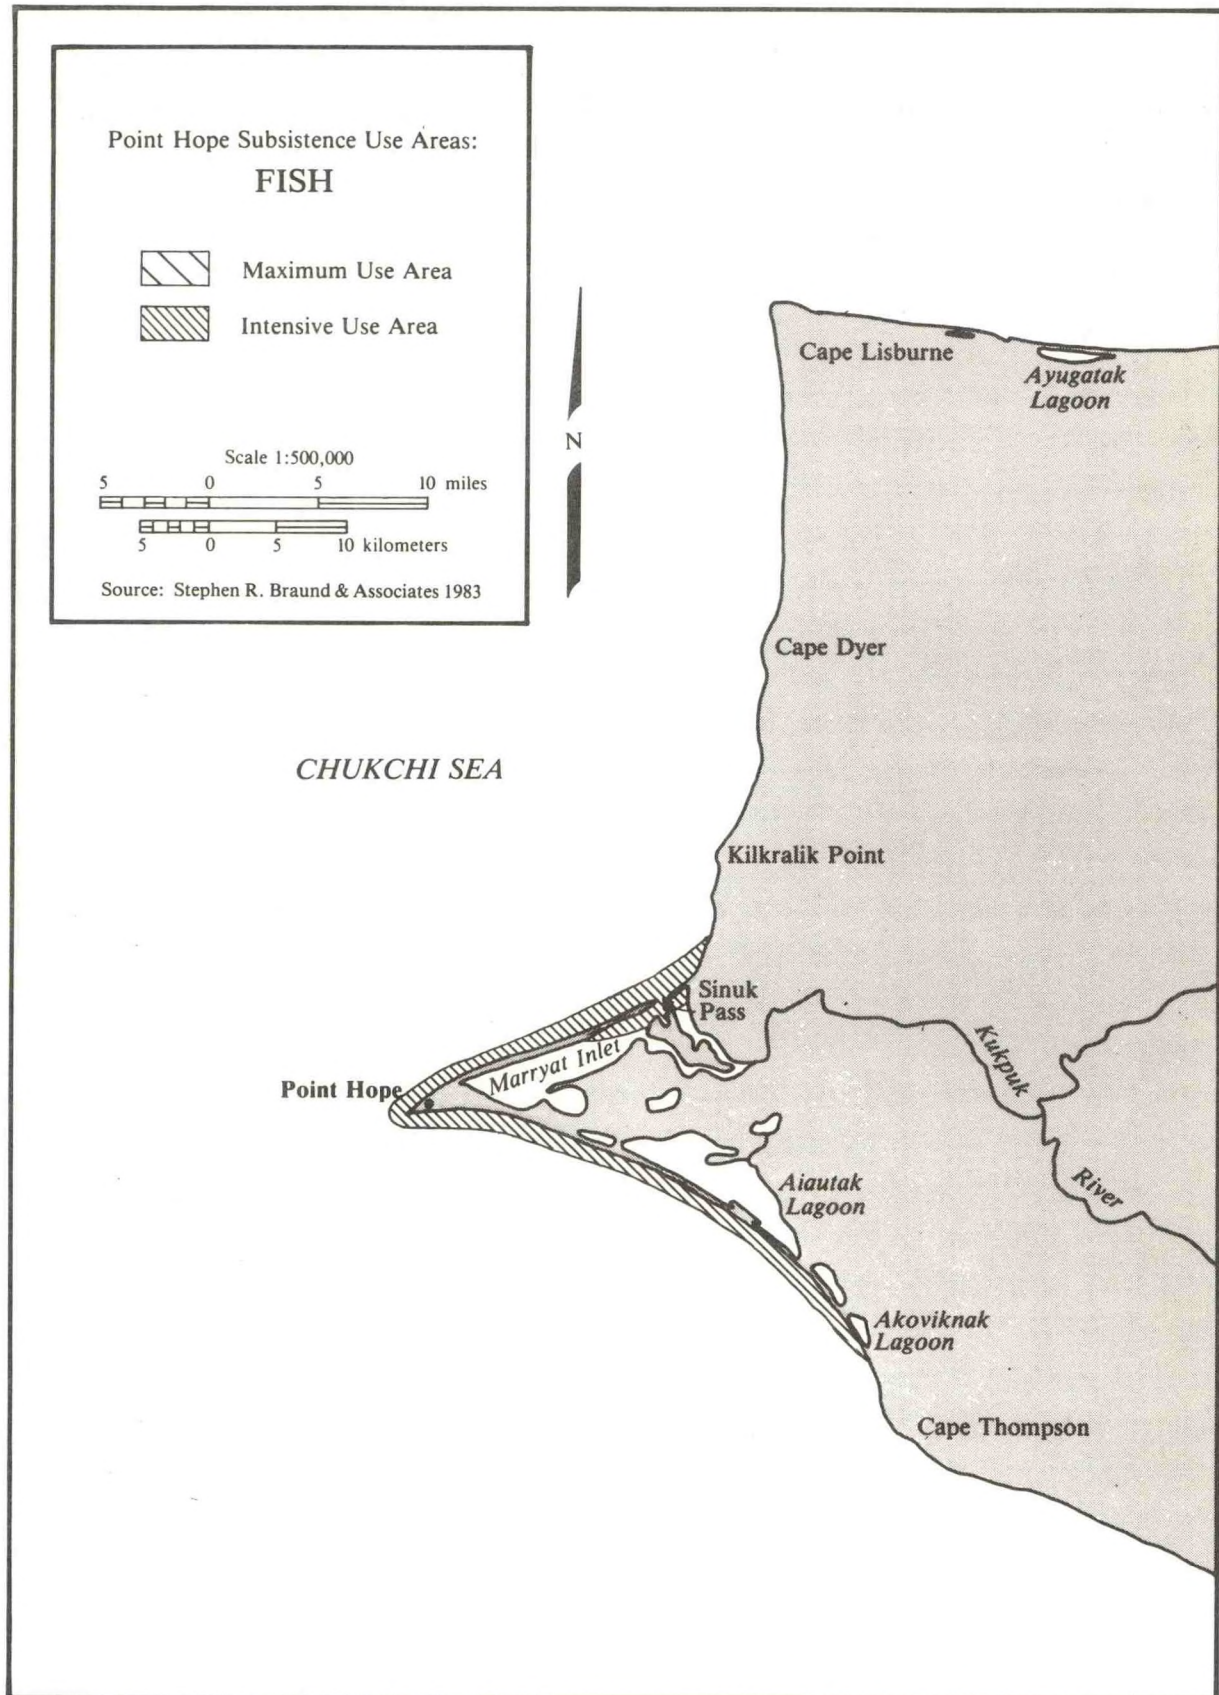 Point Hope Subsistence Use Areas:
FISH
Maximum Use Area
Intensive Use Area
Scale 1:500,000
5 0 5 10 miles
5 0 5 10 kilometers
Source: Stephen R. Braund & Associates 1983
N
Cape Lisburne
Ayugatak
Lagoon
Cape Dyer
CHUKCHI SEA
Kilkralik Point
Sinuk
Pass
Marryat Inlet
Kukpuk
River
Point Hope
Aiautak
Lagoon
Akoviknak
Lagoon
Cape Thompson